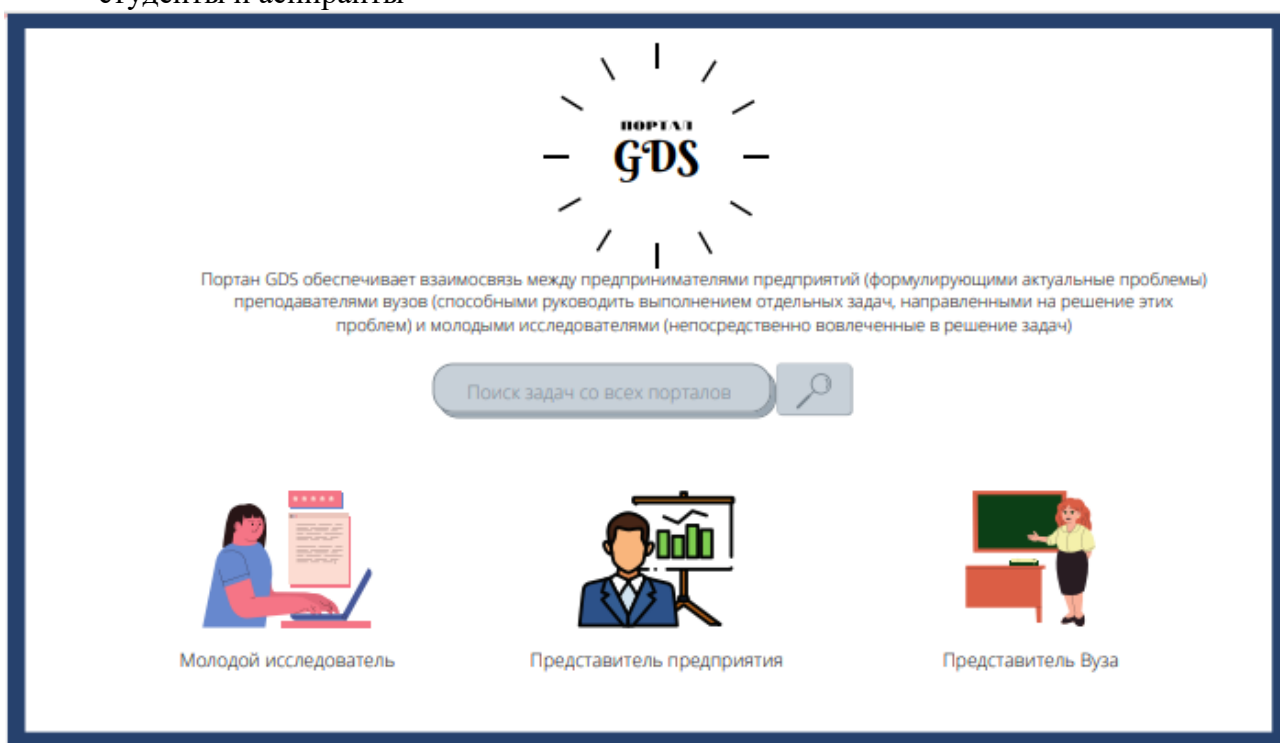 студенты и аспиранты
ПОРТАЛ
GDS
Портан GDS обеспечивает взаимосвязь между предпринимателями предприятий (формулирующими актуальные проблемы)
преподавателями вузов (способными руководить выполнением отдельных задач, направленными на решение этих
проблем) и молодыми исследователями (непосредственно вовлеченные в решение задач)
Поиск задач со всех порталов
Молодой исследователь
Представитель предприятия
Представитель Вуза